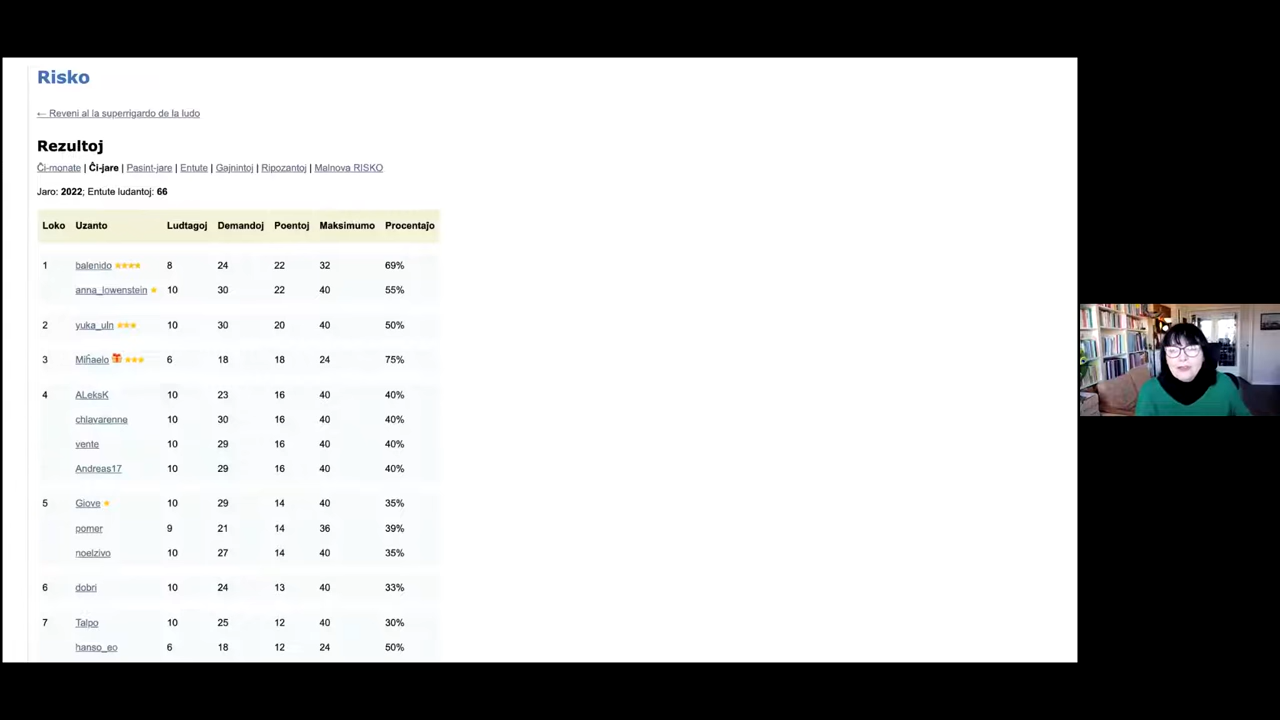 Risko
← Reveni al la superrigardo de la ludo
Rezultoj
Ĉi-monate | Ĉi-jare | Pasint-jare | Entute | Gajnintoj | Ripozantoj | Malnova RISKO
Jaro: 2022; Entute ludantoj: 66
Loko Uzanto Ludtagoj Demandoj Poentoj Maksimumo Procentaĵo
1 balenido 8 24 22 32 69%
anna_lowenstein 10 30 22 40 55%
2 yuka_uln 10 30 20 40 50%
3 Miĥaelo 6 18 18 24 75%
4 ALeksK 10 23 16 40 40%
chiavarenne 10 30 16 40 40%
vente 10 29 16 40 40%
Andreas17 10 29 16 40 40%
5 Giove 10 29 14 40 35%
pomer 9 21 14 36 39%
noelzivo 10 27 14 40 35%
6 dobri 10 24 13 40 33%
7 Talpo 10 25 12 40 30%
hanso_eo 6 18 12 24 50%